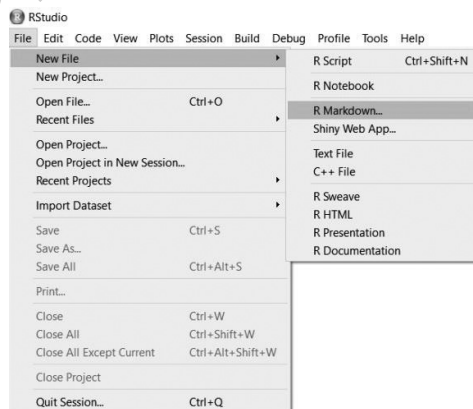 RStudio
File Edit Code View Plots Session Build Debug Profile Tools Help
New File
New Project...
Open File... Ctrl+O
Recent Files
Open Project...
Open Project in New Session...
Recent Projects
Import Dataset
Save Ctrl+S
Save As...
Save All Ctrl+Alt+S
Print...
Close Ctrl+W
Close All Ctrl+Shift+W
Close All Except Current Ctrl+Alt+Shift+W
Close Project
Quit Session... Ctrl+Q
R Script Ctrl+Shift+N
R Notebook
R Markdown...
Shiny Web App...
Text File
C++ File
R Sweave
R HTML
R Presentation
R Documentation